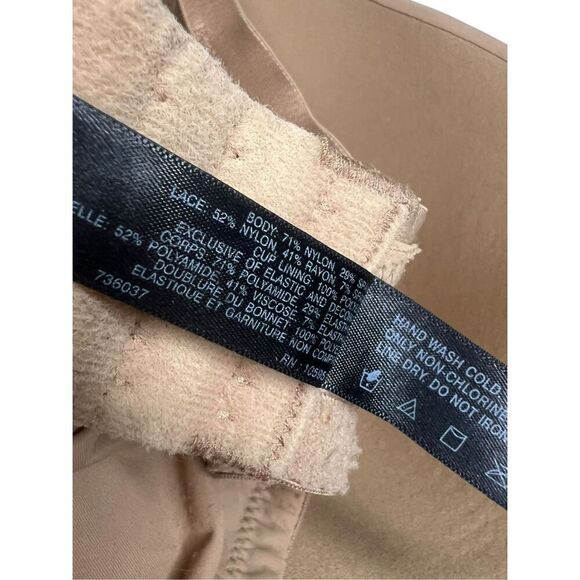 BODY: 71% NYLON, 29%
LACE: 52% NYLON, 41% RAYON, 7%
CUP LINING: 100%
EXCLUSIVE OF ELASTIC AND
CORPS: 71% POLYAMIDE, 29%
ELLE: 52% POLYAMIDE, 41% VISCOSE, 7%
DOUBLURE DU BONNET: 100%
ELASTIQUE ET GARNITURE NON
736037
RN
HAND WASH COLD
ONLY NON-CHLORINE
LINE DRY DO NOT IRON